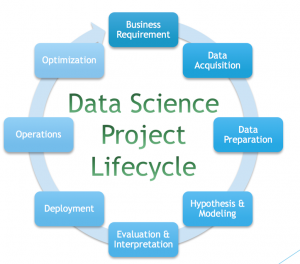 Business
Requirement
Data
Acquisition
Data
Preparation
Hypothesis &
Modeling
Evaluation &
Interpretation
Deployment
Operations
Optimization
Data Science
Project
Lifecycle